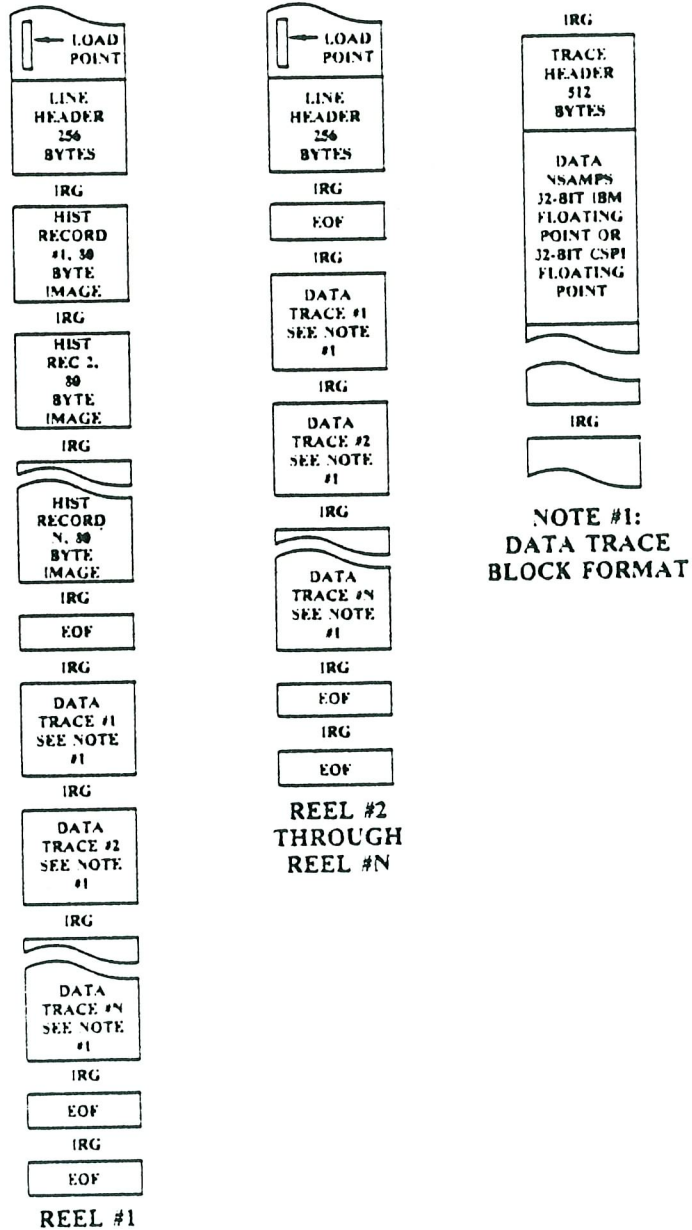 LOAD
POINT
LINE
HEADER
256
BYTES
IRG
HIST
RECORD
#1, 80
BYTE
IMAGE
IRG
HIST
REC 2,
80
BYTE
IMAGE
IRG
HIST
RECORD
N, 80
BYTE
IMAGE
IRG
EOF
IRG
DATA
TRACE #1
SEE NOTE
#1
IRG
DATA
TRACE #2
SEE NOTE
#1
IRG
DATA
TRACE #N
SEE NOTE
#1
IRG
EOF
IRG
EOF
REEL #1
LOAD
POINT
LINE
HEADER
256
BYTES
IRG
EOF
IRG
DATA
TRACE #1
SEE NOTE
#1
IRG
DATA
TRACE #2
SEE NOTE
#1
IRG
DATA
TRACE #N
SEE NOTE
#1
IRG
EOF
IRG
EOF
REEL #2
THROUGH
REEL #N
IRG
TRACE
HEADER
512
BYTES
DATA
NSAMPS
32-BIT IBM
FLOATING
POINT OR
32-BIT CSPI
FLOATING
POINT
IRG
NOTE #1:
DATA TRACE
BLOCK FORMAT